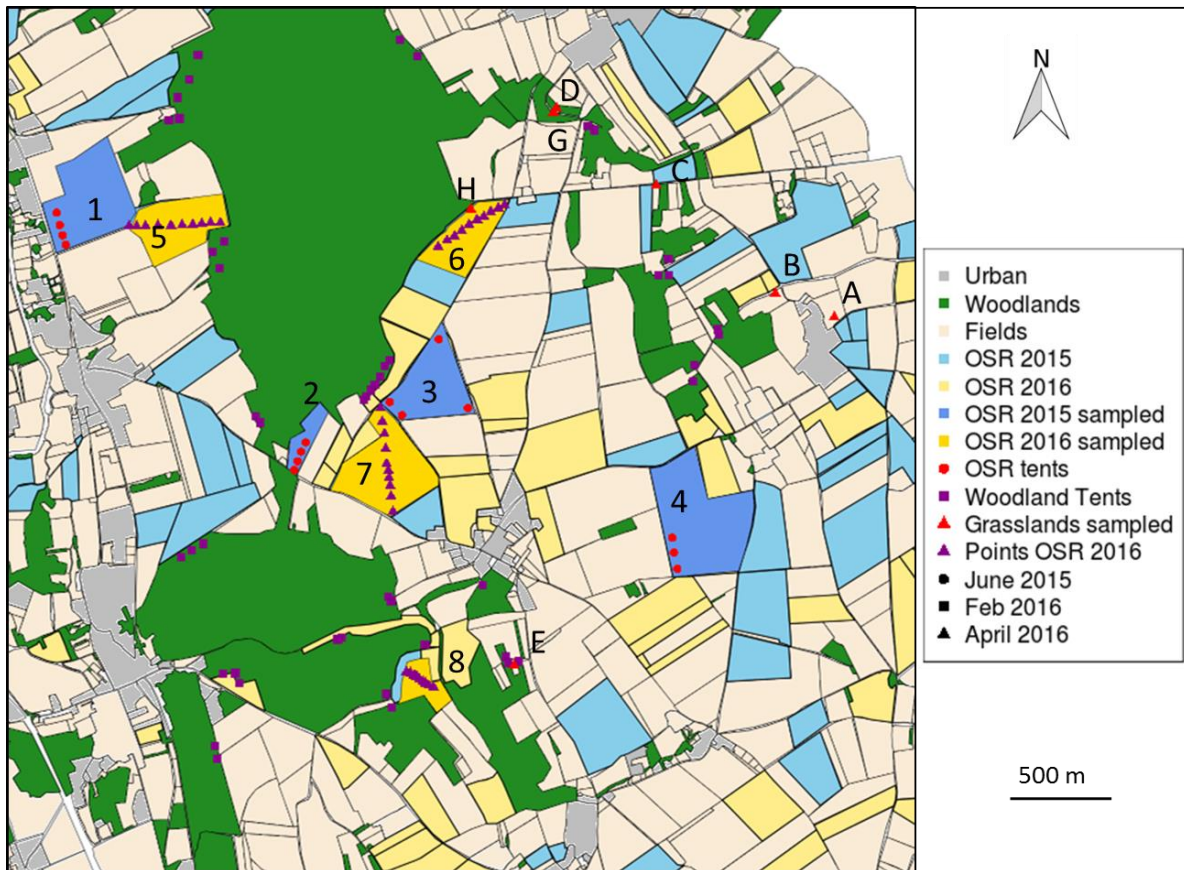 D
G
C
H
1
5
6
B
A
2
3
7
4
E
8
N
Urban
Woodlands
Fields
OSR 2015
OSR 2016
OSR 2015 sampled
OSR 2016 sampled
OSR tents
Woodland Tents
Grasslands sampled
Points OSR 2016
June 2015
Feb 2016
April 2016
500 m